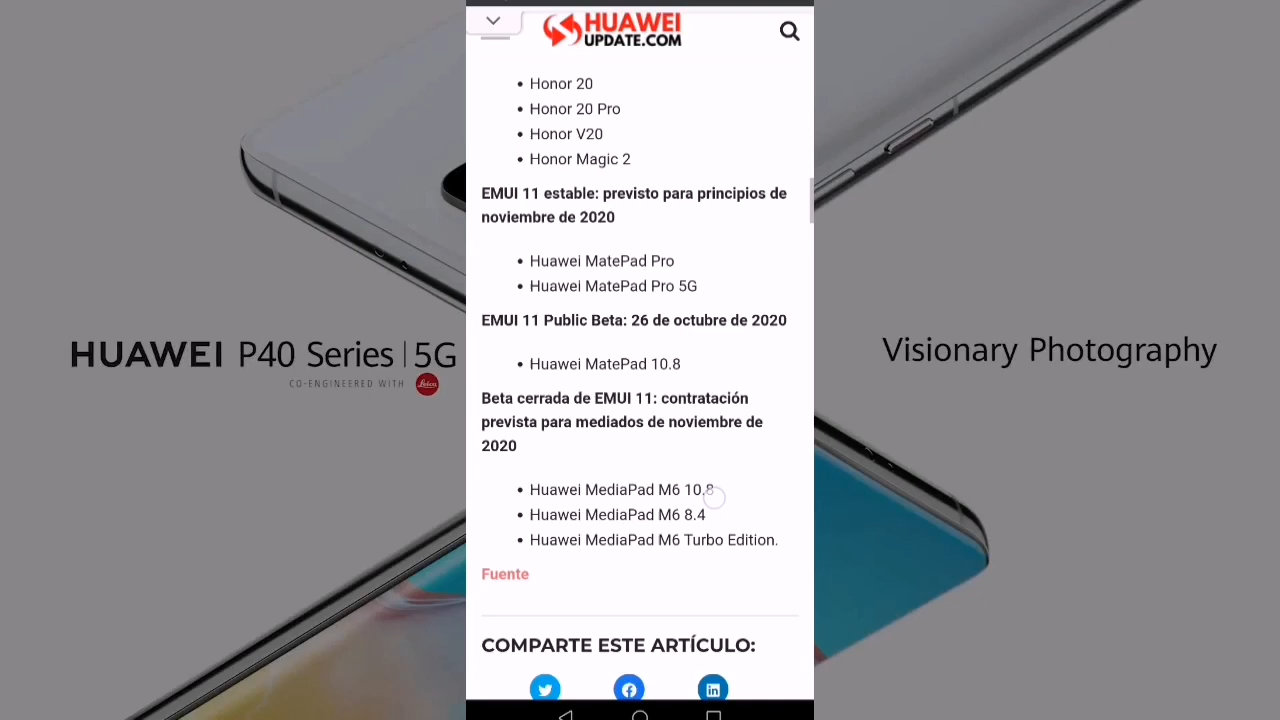 HUAWEI
UPDATE.COM
Honor 20
Honor 20 Pro
Honor V20
Honor Magic 2
EMUI 11 estable: previsto para principios de
noviembre de 2020
Huawei MatePad Pro
Huawei MatePad Pro 5G
EMUI 11 Public Beta: 26 de octubre de 2020
Huawei MatePad 10.8
Beta cerrada de EMUI 11: contratación
prevista para mediados de noviembre de
2020
Huawei MediaPad M6 10.8
Huawei MediaPad M6 8.4
Huawei MediaPad M6 Turbo Edition.
Fuente
COMPARTE ESTE ARTÍCULO:
HUAWEI P40 Series | 5G
CO-ENGINEERED WITH Leica
Visionary Photography